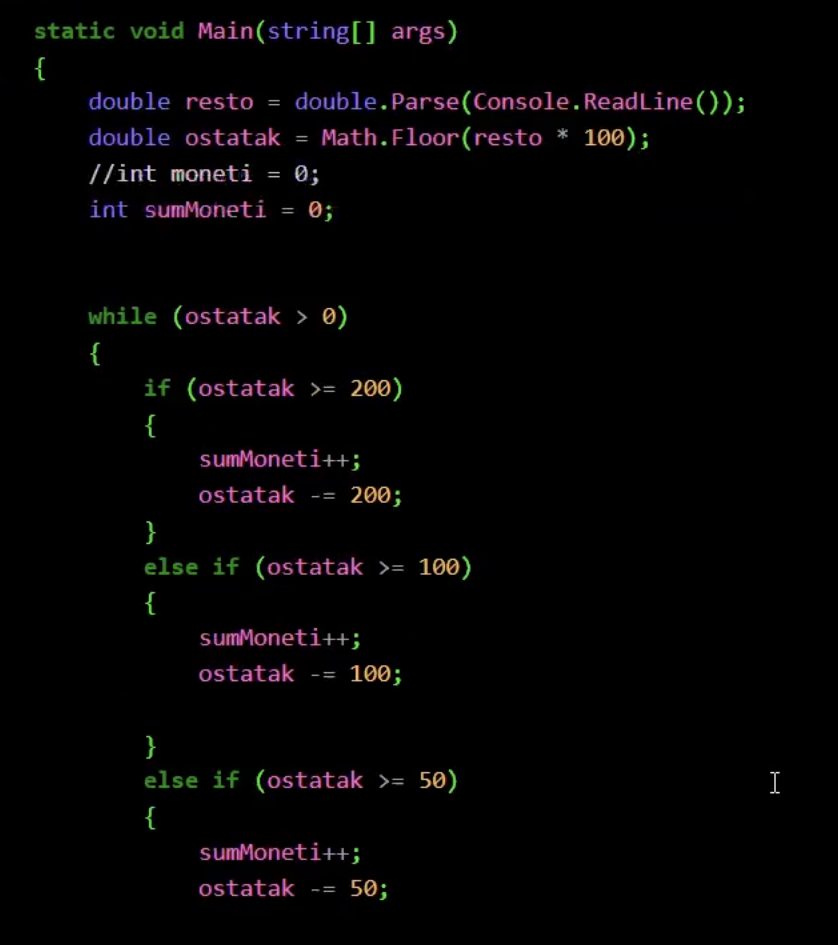 static void Main(string[] args)
{
    double resto = double.Parse(Console.ReadLine());
    double ostatak = Math.Floor(resto * 100);
    //int moneti = 0;
    int sumMoneti = 0;
    while (ostatak > 0)
    {
        if (ostatak >= 200)
        {
            sumMoneti++;
            ostatak -= 200;
        }
        else if (ostatak >= 100)
        {
            sumMoneti++;
            ostatak -= 100;
        }
        else if (ostatak >= 50)
        {
            sumMoneti++;
            ostatak -= 50;